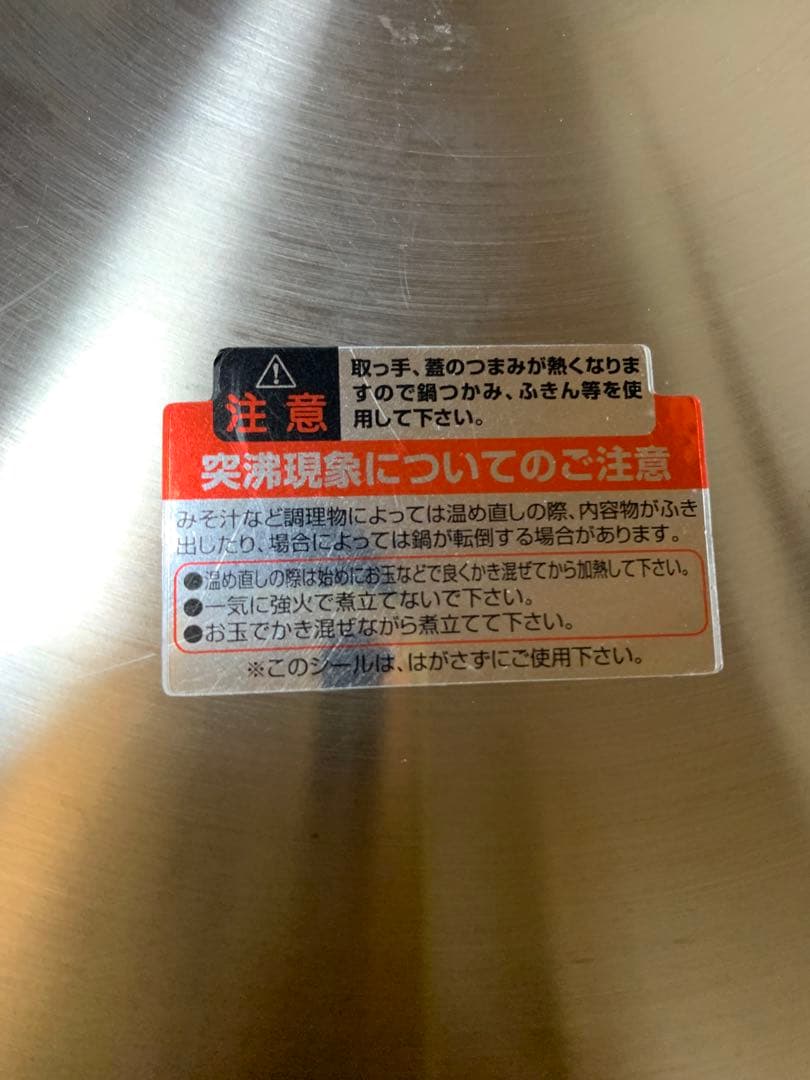 注意
取っ手、蓋のつまみが熱くなりま
すので鍋つかみ、ふきん等を使
用して下さい。
突沸現象についてのご注意
みそ汁など調理物によっては温め直しの際、内容物がふき
出したり、場合によっては鍋が転倒する場合があります。
●温め直しの際は始めにお玉などで良くかき混ぜてから加熱して下さい。
●一気に強火で煮立てないで下さい。
●お玉でかき混ぜながら煮立てて下さい。
※このシールは、はがさずにご使用下さい。